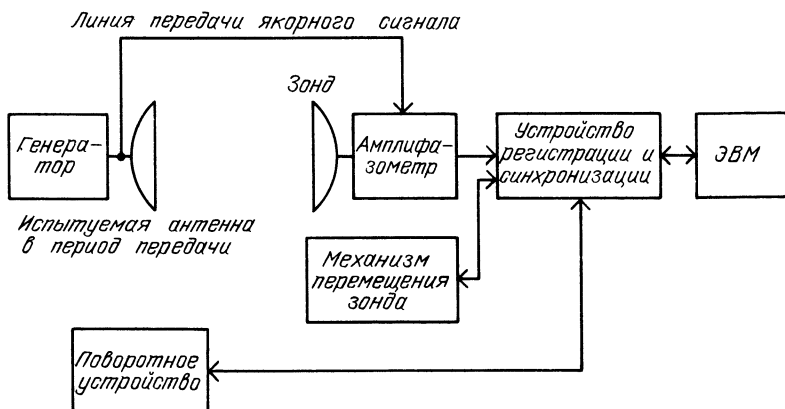 Линия передачи якорного сигнала
Зонд
Генера-
тор
Амплифа-
зометр
Устройство
регистрации и
синхронизации
ЭВМ
Испытуемая антенна
в период передачи
Механизм
перемещения
зонда
Поворотное
устройство